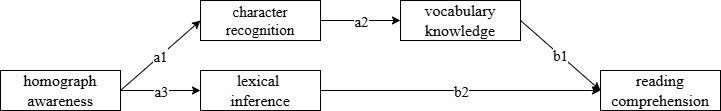 character
recognition
a2
vocabulary
knowledge
a1
b1
homograph
awareness
a3
lexical
inference
b2
reading
comprehension